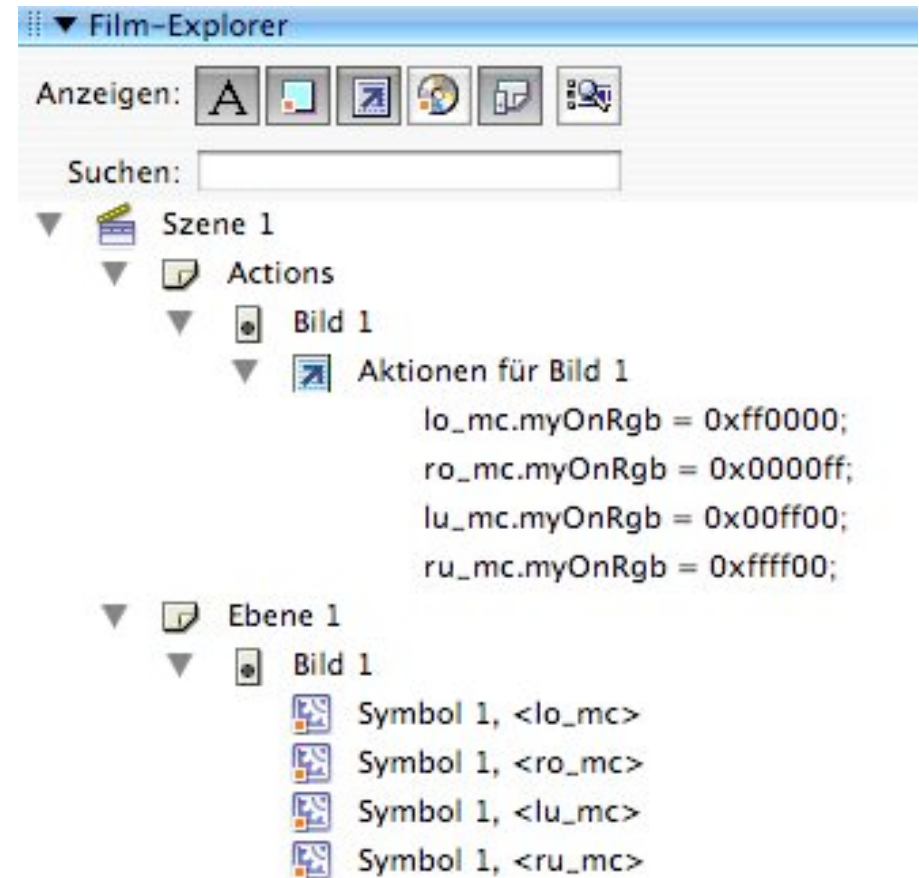 Film-Explorer
Anzeigen: A
Suchen:
Szene 1
Actions
Bild 1
Aktionen für Bild 1
lo_mc.myOnRgb = 0xff0000;
ro_mc.myOnRgb = 0x0000ff;
lu_mc.myOnRgb = 0x00ff00;
ru_mc.myOnRgb = 0xffff00;
Ebene 1
Bild 1
Symbol 1, <lo_mc>
Symbol 1, <ro_mc>
Symbol 1, <lu_mc>
Symbol 1, <ru_mc>